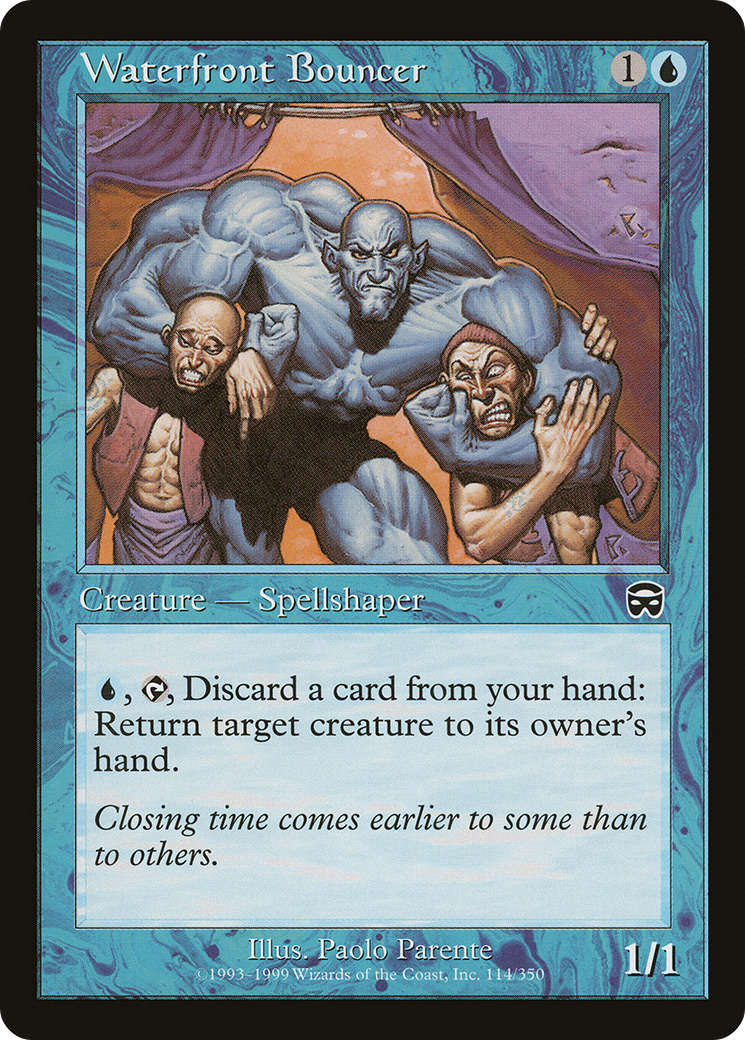 Waterfront Bouncer
1
Creature — Spellshaper
, , Discard a card from your hand:
Return target creature to its owner's
hand.
Closing time comes earlier to some than
to others.
Illus. Paolo Parente
©1993–1999 Wizards of the Coast, Inc. 114/350
1/1